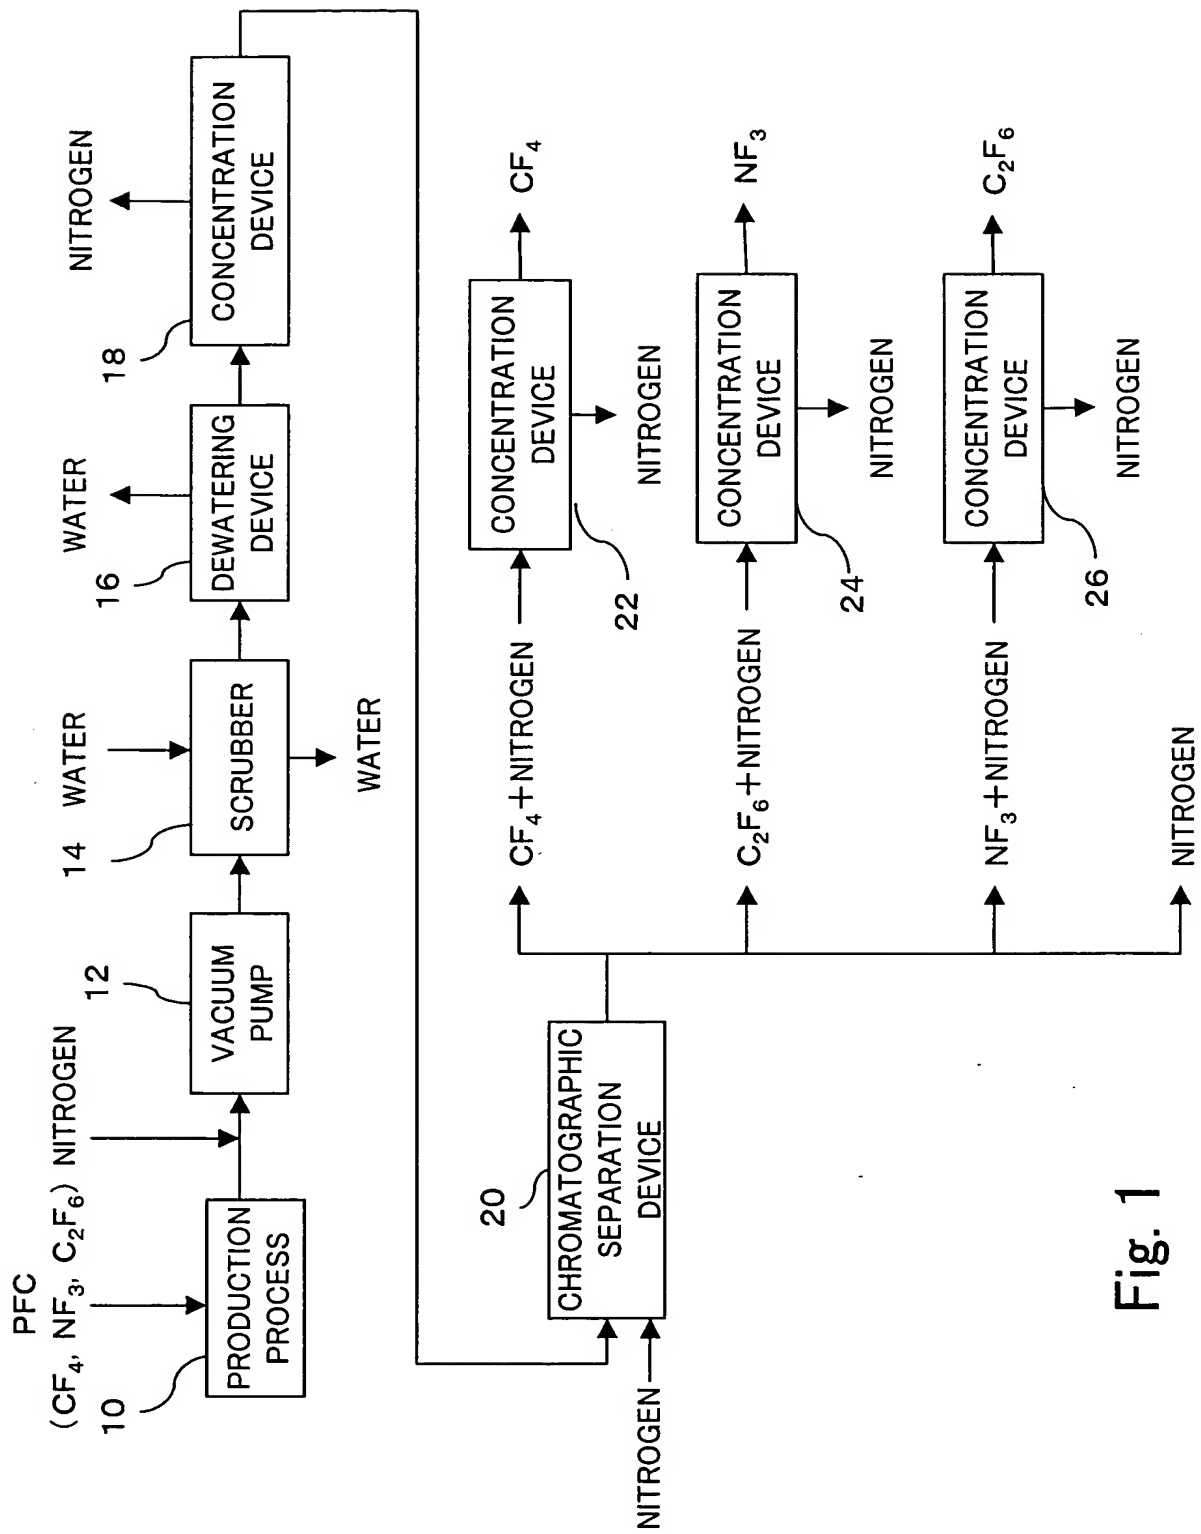 PFC
(CF₄, NF₃, C₂F₆) NITROGEN
10
12
14
WATER
16
WATER
18
NITROGEN
PRODUCTION
PROCESS
VACUUM
PUMP
SCRUBBER
DEWATERING
DEVICE
CONCENTRATION
DEVICE
WATER
20
NITROGEN
CHROMATOGRAPHIC
SEPARATION
DEVICE
CF₄+NITROGEN
CONCENTRATION
DEVICE
CF₄
22
NITROGEN
C₂F₆+NITROGEN
CONCENTRATION
DEVICE
NF₃
24
NITROGEN
NF₃+NITROGEN
CONCENTRATION
DEVICE
C₂F₆
26
NITROGEN
NITROGEN
Fig. 1